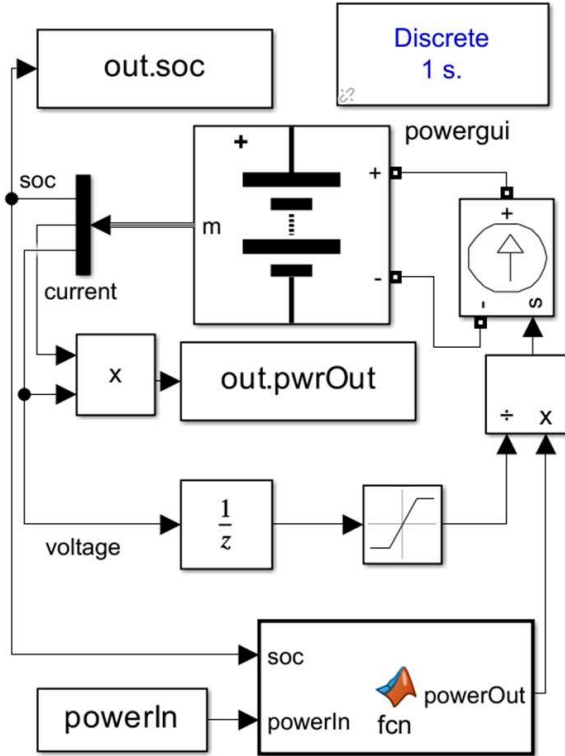 out.soc
Discrete
1 s.
powergui
soc
+
m
+
-
+
-
s
current
x
out.pwrOut
÷
x
voltage
1
z
soc
powerOut
powerIn
powerIn
fcn